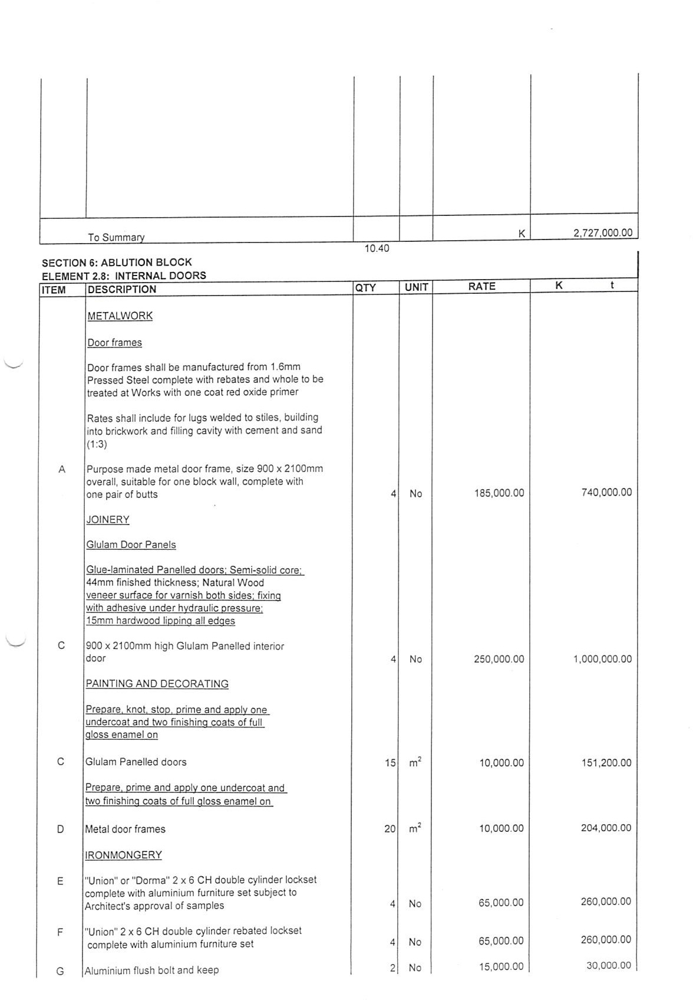 To Summary K 2,727,000.00
10.40
SECTION 6: ABLUTION BLOCK
ELEMENT 2.8: INTERNAL DOORS
ITEM DESCRIPTION QTY UNIT RATE K t
METALWORK
Door frames
Door frames shall be manufactured from 1.6mm
Pressed Steel complete with rebates and whole to be
treated at Works with one coat red oxide primer
Rates shall include for lugs welded to stiles, building
into brickwork and filling cavity with cement and sand
(1:3)
A Purpose made metal door frame, size 900 x 2100mm
overall, suitable for one block wall, complete with
one pair of butts 4 No 185,000.00 740,000.00
JOINERY
Glulam Door Panels
Glue-laminated Panelled doors; Semi-solid core;
44mm finished thickness; Natural Wood
veneer surface for varnish both sides; fixing
with adhesive under hydraulic pressure;
15mm hardwood lipping all edges
C 900 x 2100mm high Glulam Panelled interior
door 4 No 250,000.00 1,000,000.00
PAINTING AND DECORATING
Prepare, knot, stop, prime and apply one
undercoat and two finishing coats of full
gloss enamel on
C Glulam Panelled doors 15 m² 10,000.00 151,200.00
Prepare, prime and apply one undercoat and
two finishing coats of full gloss enamel on
D Metal door frames 20 m² 10,000.00 204,000.00
IRONMONGERY
E "Union" or "Dorma" 2 x 6 CH double cylinder lockset
complete with aluminium furniture set subject to
Architect's approval of samples 4 No 65,000.00 260,000.00
F "Union" 2 x 6 CH double cylinder rebated lockset
complete with aluminium furniture set 4 No 65,000.00 260,000.00
G Aluminium flush bolt and keep 2 No 15,000.00 30,000.00